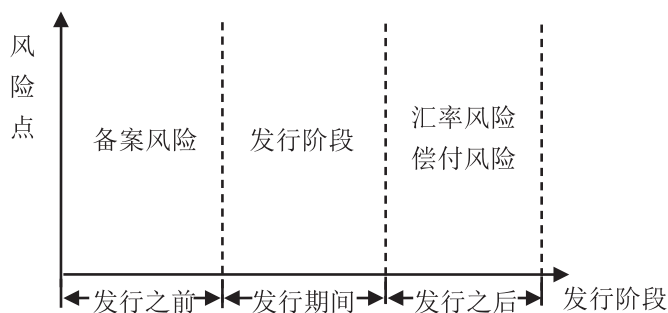 风险点
备案风险
发行阶段
汇率风险
偿付风险
发行之前
发行期间
发行之后
发行阶段